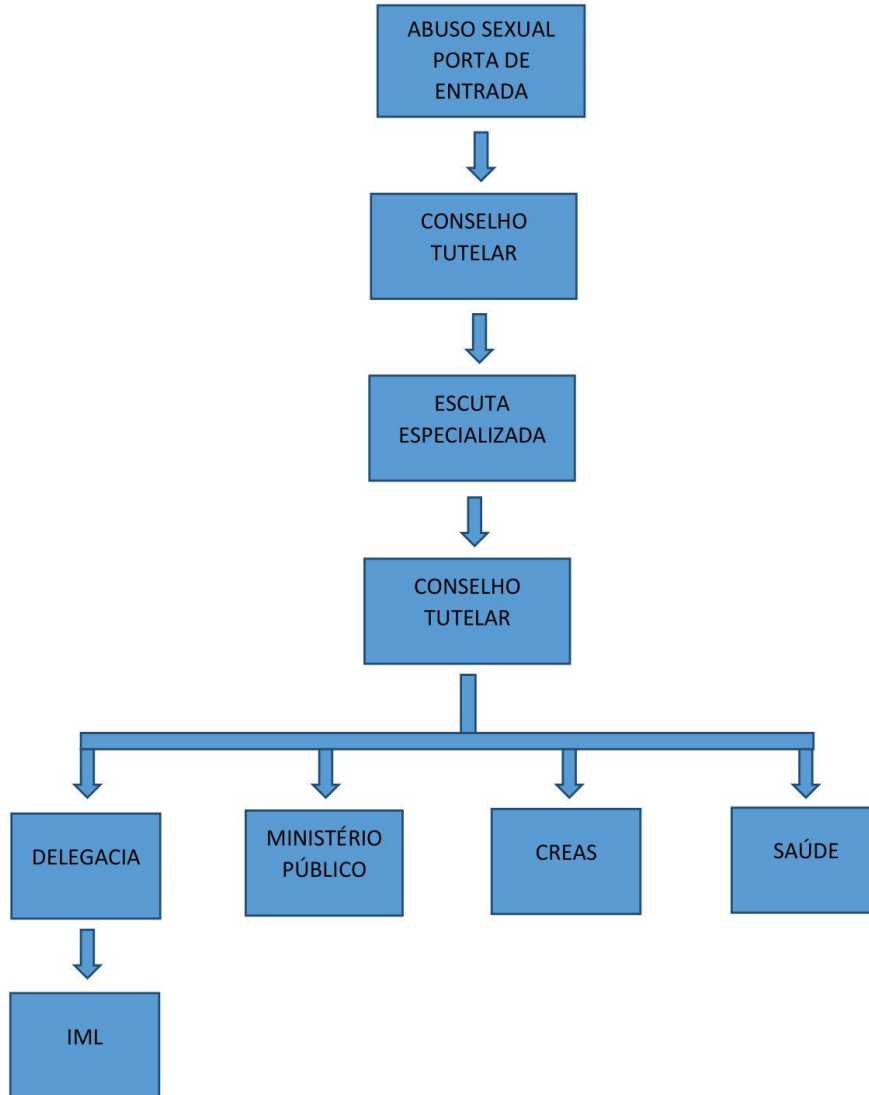 ABUSO SEXUAL
PORTA DE
ENTRADA
CONSELHO
TUTELAR
ESCUTA
ESPECIALIZADA
CONSELHO
TUTELAR
DELEGACIA
MINISTÉRIO
PÚBLICO
CREAS
SAÚDE
IML